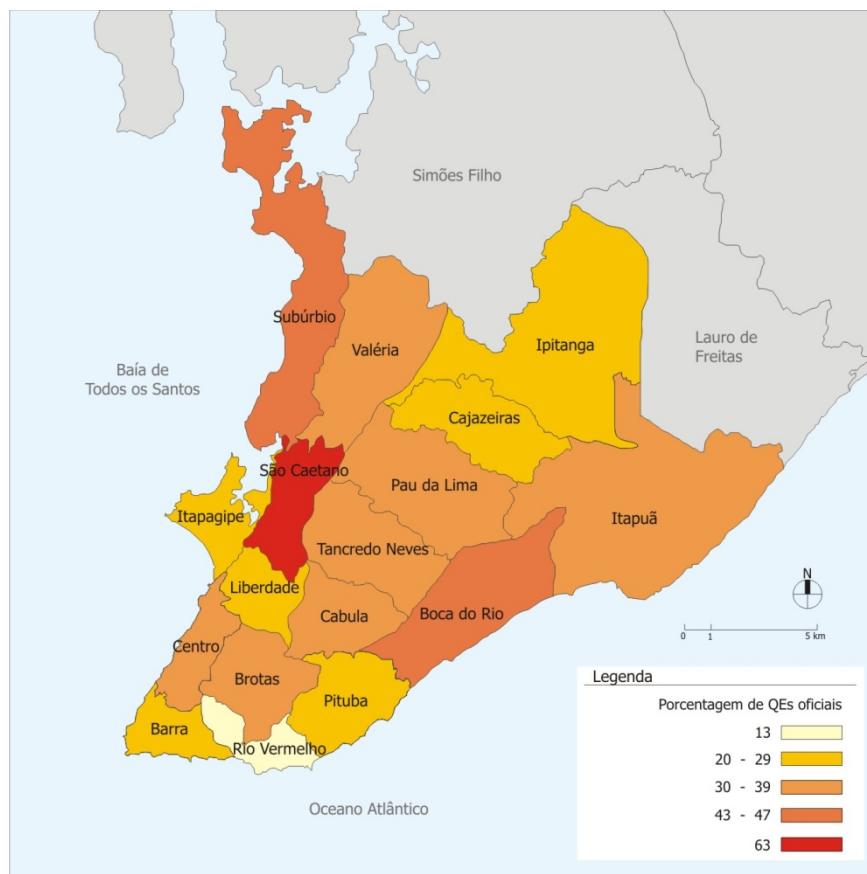 Simões Filho
Subúrbio
Valéria
Ipitanga
Lauro de
Freitas
Baía de
Todos os Santos
Cajazeiras
São Caetano
Pau da Lima
Itapagipe
Itapuã
Tancredo Neves
Liberdade
Cabula
Boca do Rio
Centro
Brotas
Pituba
Barra
Rio Vermelho
Oceano Atlântico
N
0 1 5 km
Legenda
Porcentagem de QEs oficiais
13
20 - 29
30 - 39
43 - 47
63